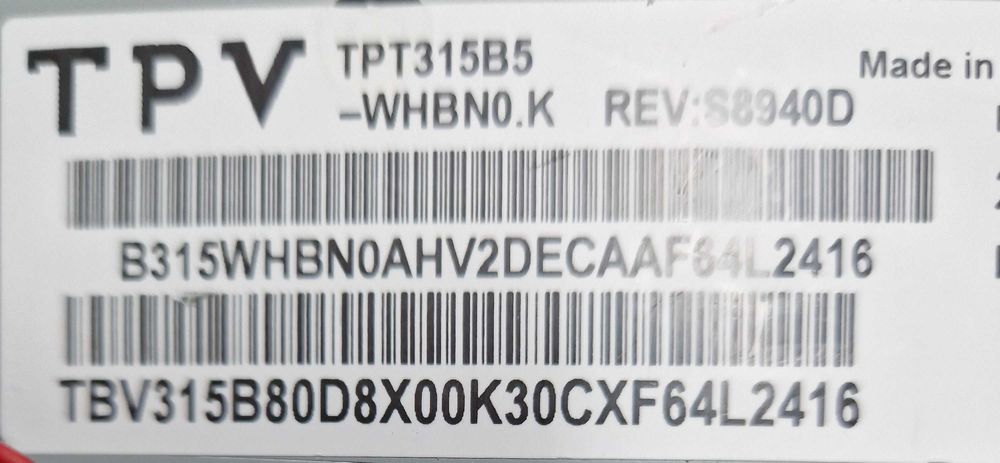 TPV TPT315B5
-WHBN0.K REV:S8940D
Made in
B315WHBN0AHV2DECAAF64L2416
TBV315B80D8X00K30CXF64L2416